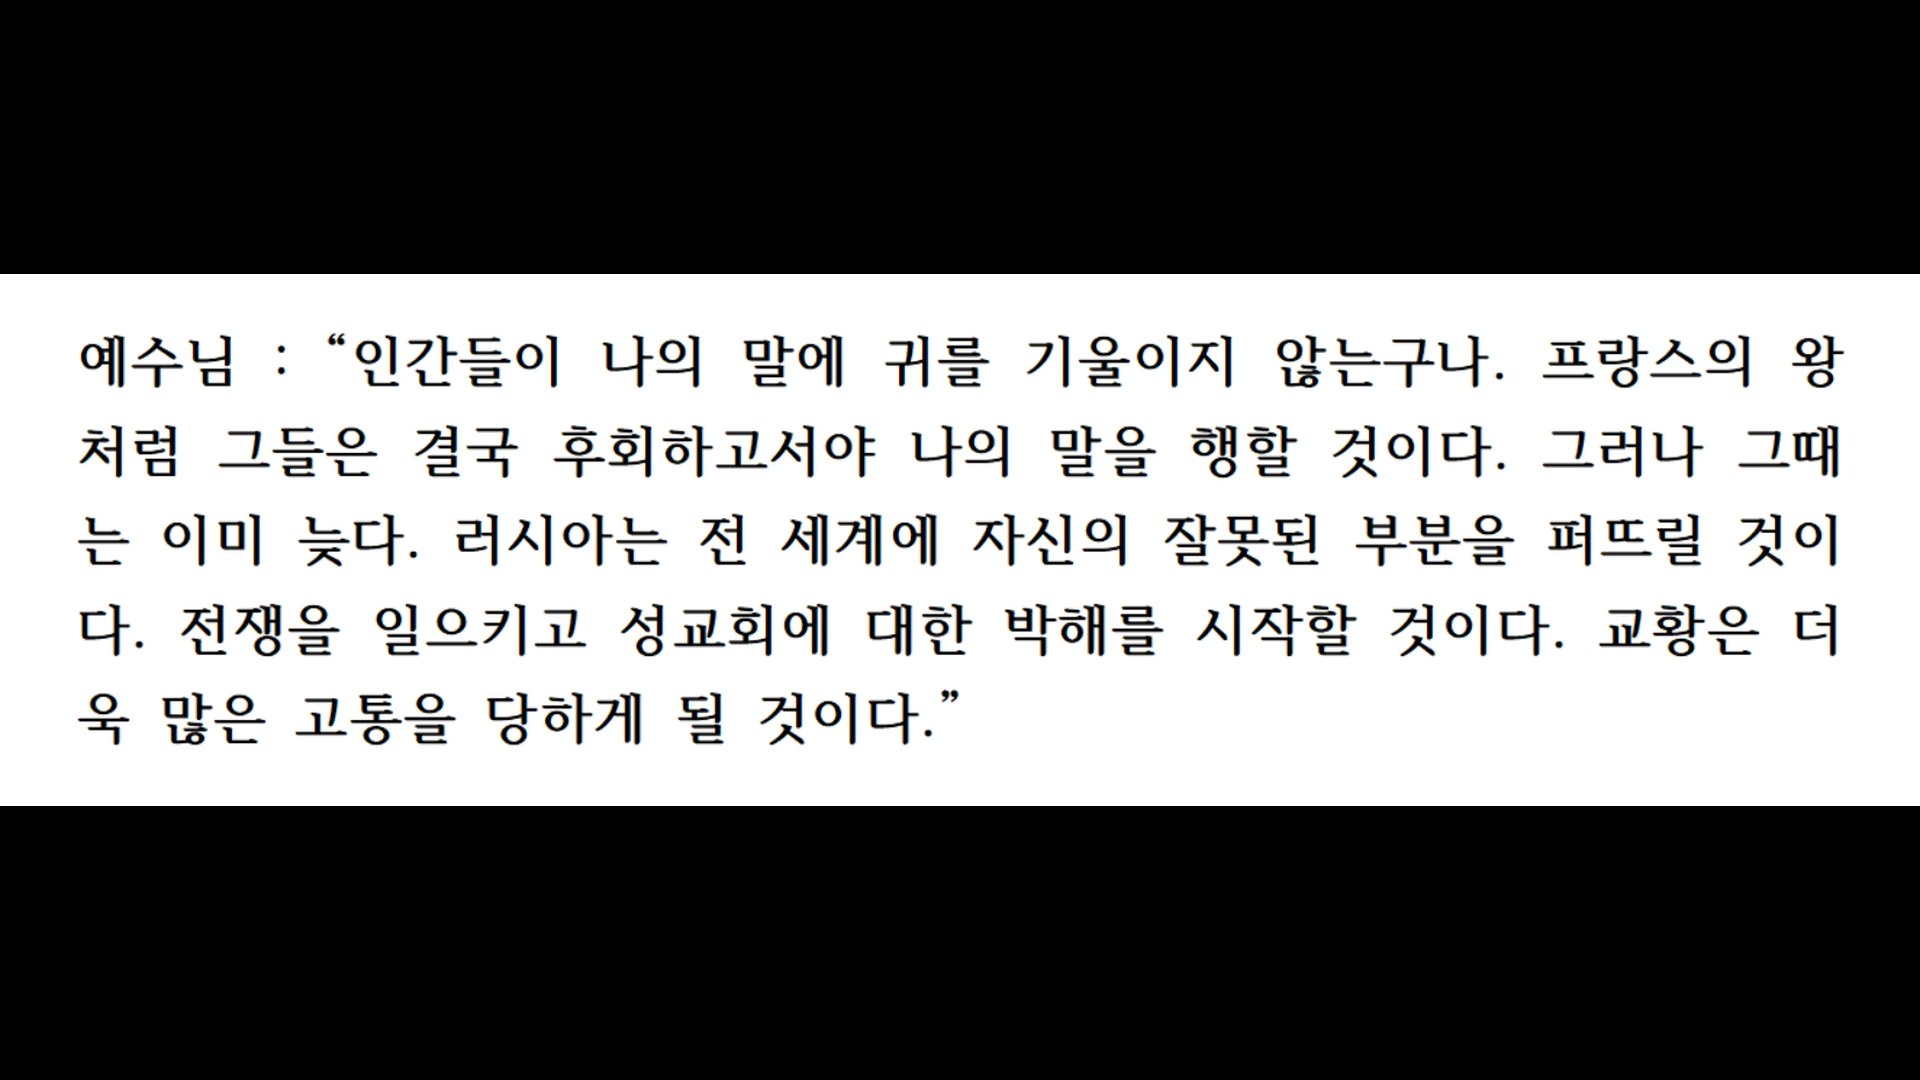 예수님 : “인간들이 나의 말에 귀를 기울이지 않는구나. 프랑스의 왕
처럼 그들은 결국 후회하고서야 나의 말을 행할 것이다. 그러나 그때
는 이미 늦다. 러시아는 전 세계에 자신의 잘못된 부분을 퍼뜨릴 것이
다. 전쟁을 일으키고 성교회에 대한 박해를 시작할 것이다. 교황은 더
욱 많은 고통을 당하게 될 것이다.”